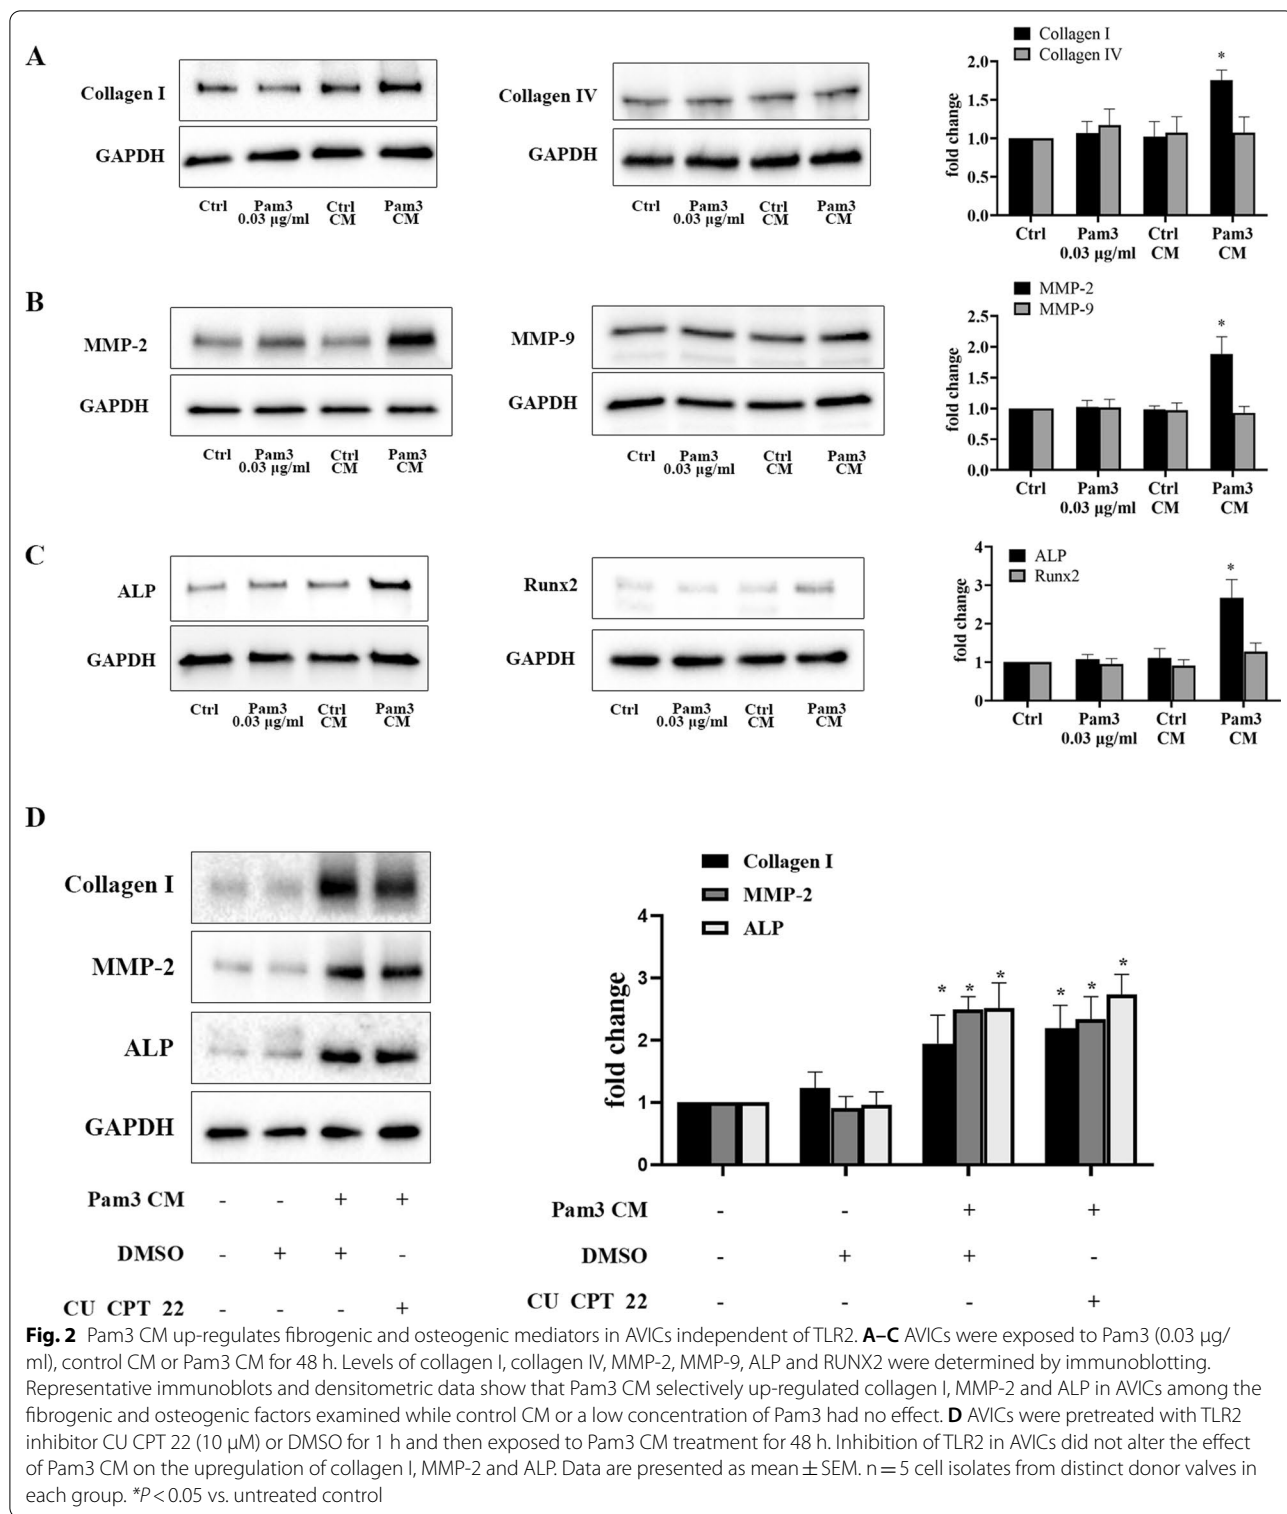 A
Collagen I
GAPDH
Ctrl Pam3 Ctrl Pam3
0.03 µg/ml CM CM
Collagen IV
GAPDH
Ctrl Pam3 Ctrl Pam3
0.03 µg/ml CM CM
Collagen I
Collagen IV
fold change
2.0
1.5
1.0
0.5
0.0
*
Ctrl Pam3 Ctrl Pam3
0.03 µg/ml CM CM
B
MMP-2
GAPDH
Ctrl Pam3 Ctrl Pam3
0.03 µg/ml CM CM
MMP-9
GAPDH
Ctrl Pam3 Ctrl Pam3
0.03 µg/ml CM CM
MMP-2
MMP-9
fold change
2.5
2.0
1.5
1.0
0.5
0.0
*
Ctrl Pam3 Ctrl Pam3
0.03 µg/ml CM CM
C
ALP
GAPDH
Ctrl Pam3 Ctrl Pam3
0.03 µg/ml CM CM
Runx2
GAPDH
Ctrl Pam3 Ctrl Pam3
0.03 µg/ml CM CM
ALP
Runx2
fold change
4
3
2
1
0
*
Ctrl Pam3 Ctrl Pam3
0.03 µg/ml CM CM
D
Collagen I
MMP-2
ALP
GAPDH
Pam3 CM - - + +
DMSO - + + -
CU CPT 22 - - - +
Collagen I
MMP-2
ALP
fold change
4
3
2
1
0
* * * * * *
Pam3 CM - - + +
DMSO - + + -
CU CPT 22 - - - +
Fig. 2 Pam3 CM up-regulates fibrogenic and osteogenic mediators in AVICs independent of TLR2. A–C AVICs were exposed to Pam3 (0.03 µg/
ml), control CM or Pam3 CM for 48 h. Levels of collagen I, collagen IV, MMP-2, MMP-9, ALP and RUNX2 were determined by immunoblotting.
Representative immunoblots and densitometric data show that Pam3 CM selectively up-regulated collagen I, MMP-2 and ALP in AVICs among the
fibrogenic and osteogenic factors examined while control CM or a low concentration of Pam3 had no effect. D AVICs were pretreated with TLR2
inhibitor CU CPT 22 (10 µM) or DMSO for 1 h and then exposed to Pam3 CM treatment for 48 h. Inhibition of TLR2 in AVICs did not alter the effect
of Pam3 CM on the upregulation of collagen I, MMP-2 and ALP. Data are presented as mean ± SEM. n = 5 cell isolates from distinct donor valves in
each group. *P < 0.05 vs. untreated control